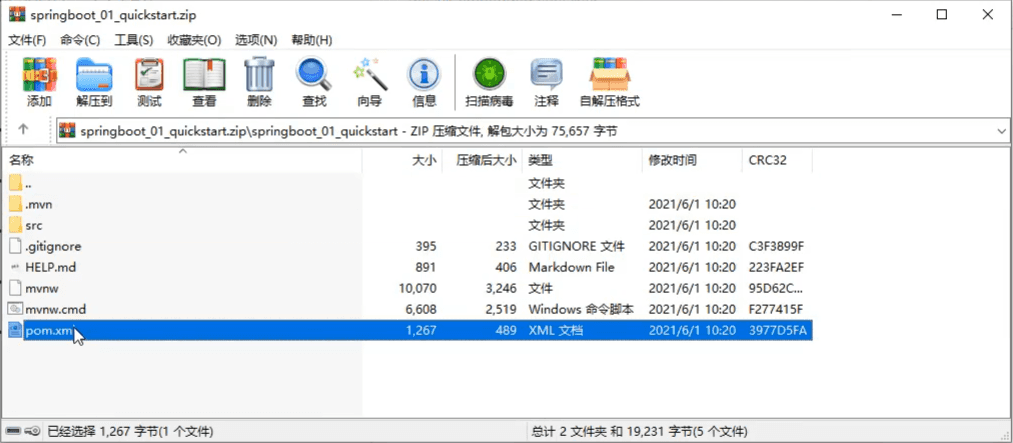 springboot_01_quickstart.zip
文件(F) 命令(C) 工具(S) 收藏夹(O) 选项(N) 帮助(H)
添加 解压到 测试 查看 删除 查找 向导 信息 扫描病毒 注释 自解压格式
springboot_01_quickstart.zip\springboot_01_quickstart - ZIP 压缩文件, 解包大小为 75,657 字节
名称 大小 压缩后大小 类型 修改时间 CRC32
.. 文件夹
.mvn 文件夹 2021/6/1 10:20
src 文件夹 2021/6/1 10:20
.gitignore 395 233 GITIGNORE 文件 2021/6/1 10:20 C3F3899F
HELP.md 891 406 Markdown File 2021/6/1 10:20 223FA2EF
mvnw 10,070 3,246 文件 2021/6/1 10:20 95D62C...
mvnw.cmd 6,608 2,519 Windows 命令脚本 2021/6/1 10:20 F277415F
pom.xml 1,267 489 XML 文档 2021/6/1 10:20 3977D5FA
已经选择 1,267 字节(1 个文件) 总计 2 文件夹 和 19,231 字节(5 个文件)